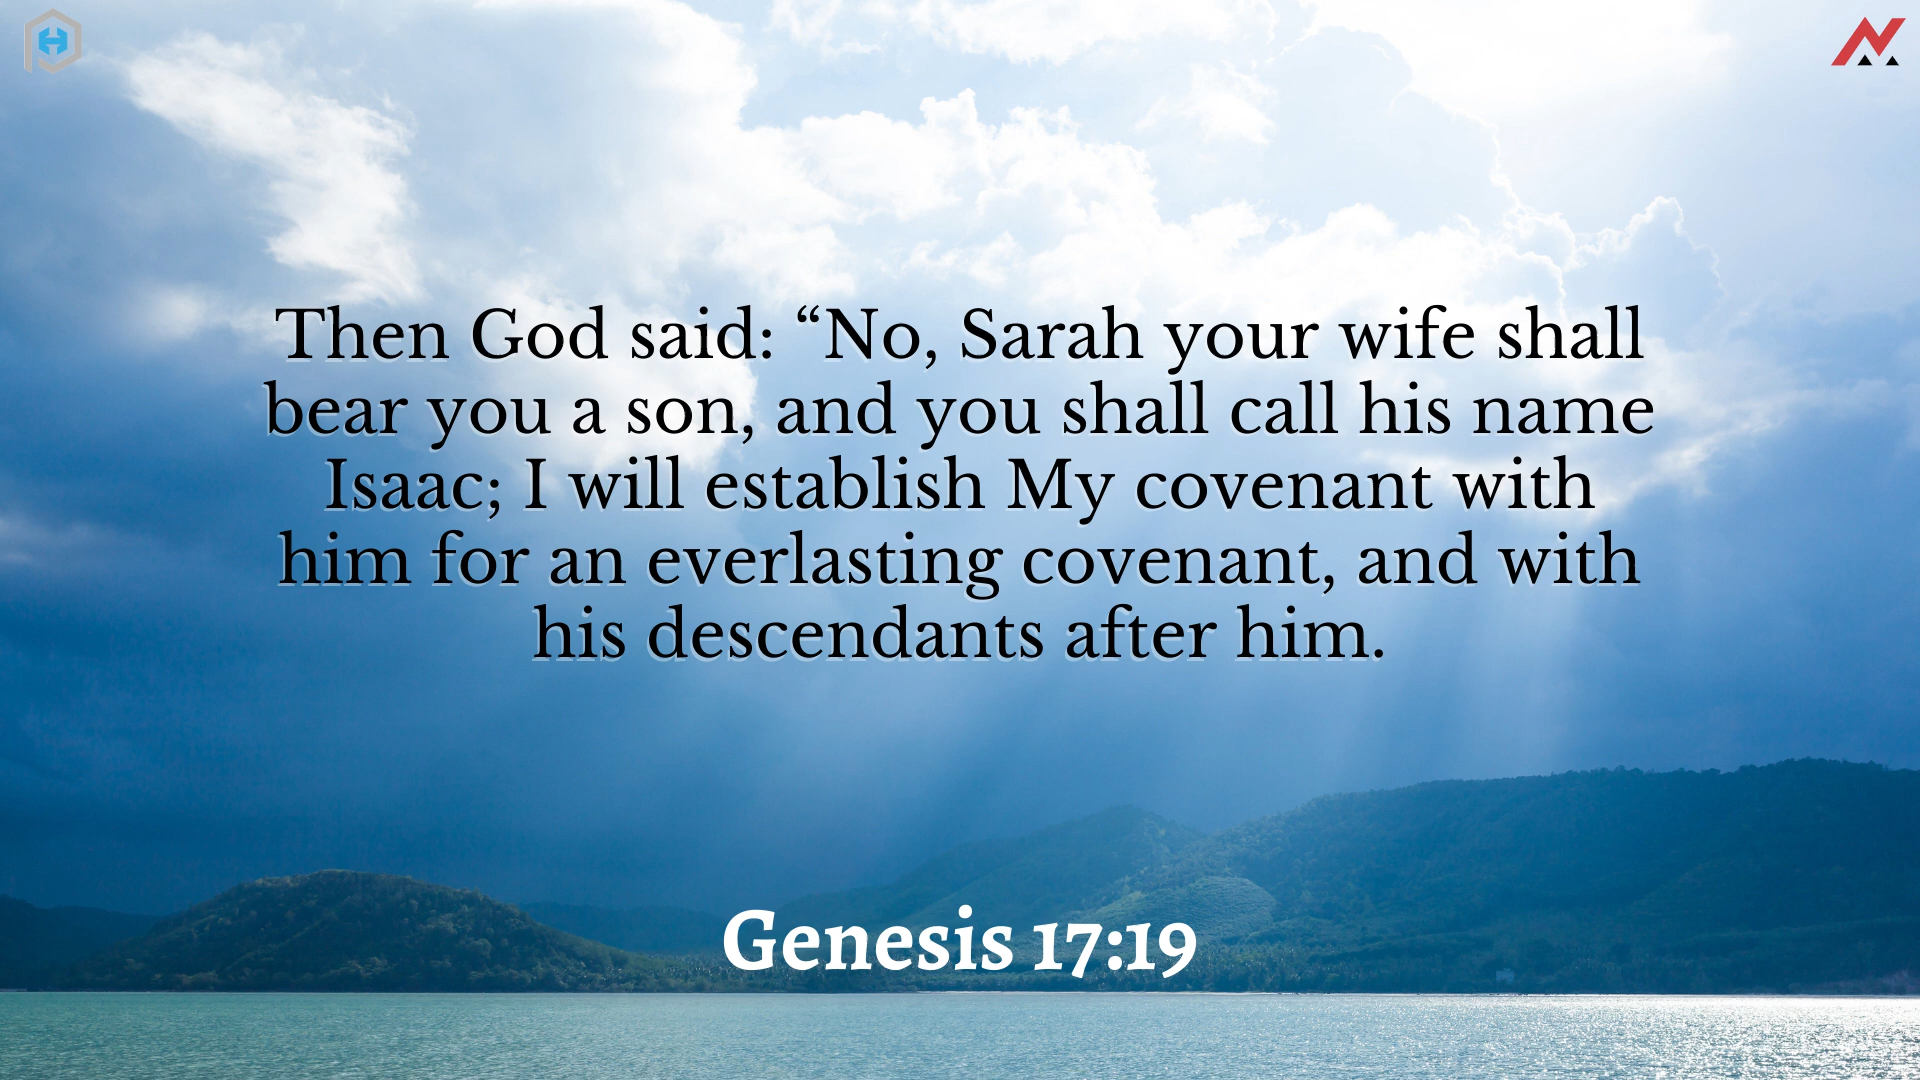 Then God said: “No, Sarah your wife shall
bear you a son, and you shall call his name
Isaac; I will establish My covenant with
him for an everlasting covenant, and with
his descendants after him.
Genesis 17:19